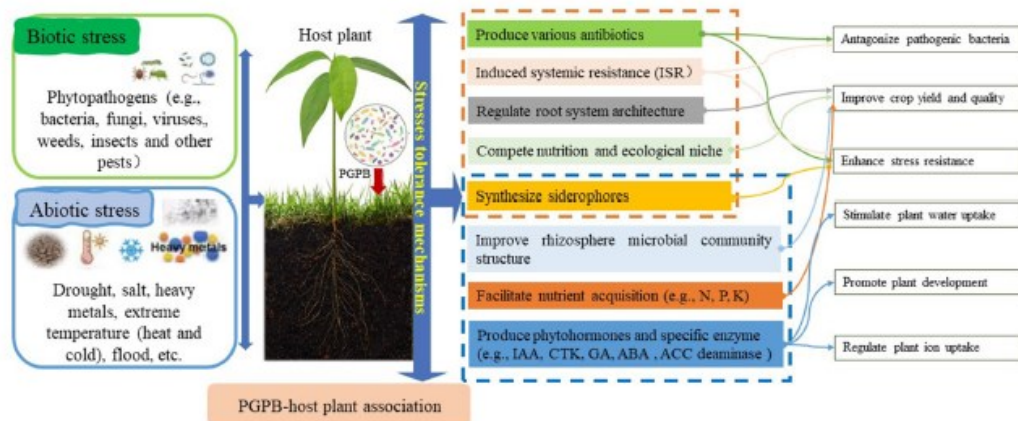 Biotic stress
Phytopathogens (e.g.,
bacteria, fungi, viruses,
weeds, insects and other
pests）
Abiotic stress
Heavy metals
Drought, salt, heavy
metals, extreme
temperature (heat and
cold), flood, etc.
Host plant
PGPB
Stresses tolerance mechanisms
PGPB-host plant association
Produce various antibiotics
Induced systemic resistance (ISR）
Regulate root system architecture
Compete nutrition and ecological niche
Synthesize siderophores
Improve rhizosphere microbial community
structure
Facilitate nutrient acquisition (e.g., N, P, K)
Produce phytohormones and specific enzyme
(e.g., IAA, CTK, GA, ABA , ACC deaminase )
Antagonize pathogenic bacteria
Improve crop yield and quality
Enhance stress resistance
Stimulate plant water uptake
Promote plant development
Regulate plant ion uptake